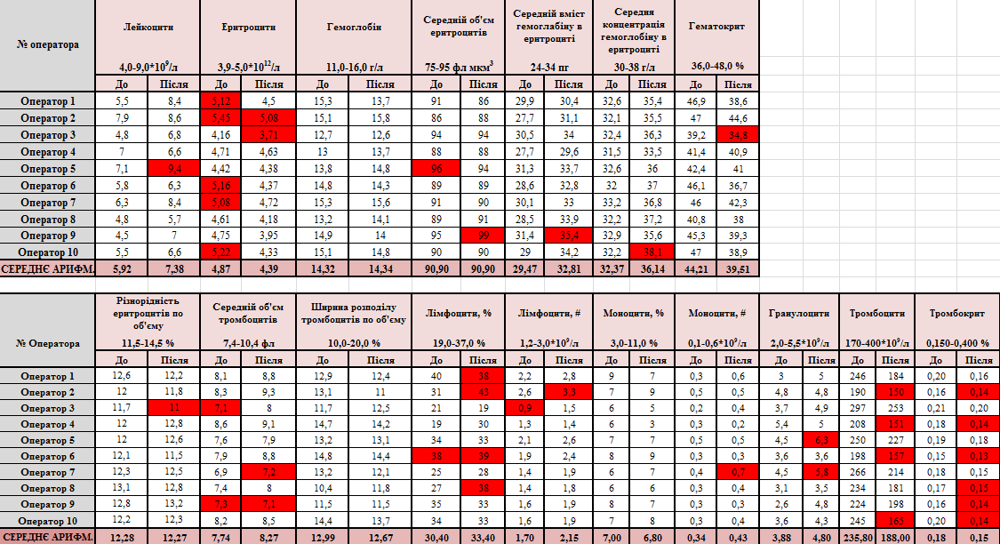 № оператора Лейкоцити Еритроцити Гемоглобін Середній об'єм еритроцитів Середній вміст гемоглабіну в еритроциті Середня концентрація гемоглобіну в еритроциті Гематокрит
4,0-9,0*10⁹/л 3,9-5,0*10¹²/л 11,0-16,0 г/л 75-95 фл мкм³ 24-34 пг 30-38 г/л 36,0-48,0 %
До Після До Після До Після До Після До Після До Після До Після
Оператор 1 5,5 8,4 5,12 4,5 15,3 13,7 91 86 29,9 30,4 32,6 35,4 46,9 38,6
Оператор 2 7,9 8,6 5,45 5,08 15,1 15,8 86 88 27,7 31,1 32,1 35,5 47 44,6
Оператор 3 4,8 6,8 4,16 3,71 12,7 12,6 94 94 30,5 34 32,4 36,3 39,2 34,8
Оператор 4 7 6,6 4,71 4,63 13 13,7 88 88 27,7 29,6 31,5 33,5 41,4 40,9
Оператор 5 7,1 9,4 4,42 4,38 13,8 14,8 96 94 31,3 33,7 32,6 36 42,4 41
Оператор 6 5,8 6,3 5,16 4,37 14,8 14,3 89 89 28,6 32,8 32 37 46,1 36,7
Оператор 7 6,3 8,4 5,08 4,72 15,3 15,6 91 90 30,1 33 33,2 36,8 46 42,3
Оператор 8 4,8 5,7 4,61 4,18 13,2 14,1 89 91 28,5 33,9 32,2 37,2 40,8 38
Оператор 9 4,5 7 4,75 3,95 14,9 14 95 99 31,4 35,4 32,9 35,6 45,3 39,3
Оператор 10 5,5 6,6 5,22 4,33 15,1 14,8 90 90 29 34,2 32,2 38,1 47 38,9
СЕРЕДНЄ АРИФМ. 5,92 7,38 4,87 4,39 14,32 14,34 90,90 90,90 29,47 32,81 32,37 36,14 44,21 39,51
№ Оператора Різнорідність еритроцитів по об'єму Середній об'єм тромбоцитів Ширина розподілу тромбоцитів по об'єму Лімфоцити, % Лімфоцити, # Моноцити, % Моноцити, # Гранулоцити Тромбоцити Тромбокрит
11,5-14,5 % 7,4-10,4 фл 10,0-20,0 % 19,0-37,0 % 1,2-3,0*10⁹/л 3,0-11,0 % 0,1-0,6*10⁹/л 2,0-5,5*10⁹/л 170-400*10⁹/л 0,150-0,400 %
До Після До Після До Після До Після До Після До Після До Після До Після До Після До Після
Оператор 1 12,6 12,2 8,1 8,8 12,9 12,4 40 38 2,2 2,8 9 7 0,3 0,6 3 5 246 184 0,20 0,16
Оператор 2 12 11,8 8,3 9,3 13,1 11 31 43 2,6 3,3 7 9 0,5 0,5 4,8 4,8 190 150 0,16 0,14
Оператор 3 11,7 11 7,1 8 11,7 12,5 21 19 0,9 1,5 6 5 0,2 0,4 3,7 4,9 297 253 0,21 0,20
Оператор 4 12 12,8 8,6 9,1 14,7 14,2 19 30 1,3 1,4 6 3 0,3 0,2 5,4 5 208 151 0,18 0,14
Оператор 5 12 12,6 7,6 7,9 13,2 13,1 34 33 2,1 2,6 7 7 0,5 0,5 4,5 6,3 250 227 0,19 0,18
Оператор 6 12,1 11,5 7,9 8,8 14,8 14,4 38 39 1,9 2,4 8 9 0,3 0,3 3,6 3,6 198 157 0,15 0,13
Оператор 7 12,3 12,5 6,9 7,2 13,2 12,1 25 28 1,4 1,9 6 7 0,4 0,7 4,5 5,8 266 214 0,18 0,15
Оператор 8 13,1 12,8 7,4 8 10,4 11,8 27 38 1,4 1,8 6 6 0,3 0,4 3,1 3,5 234 181 0,17 0,15
Оператор 9 12,8 13,2 7,3 7,1 11,5 11,5 35 33 1,6 1,9 8 7 0,3 0,3 2,6 4,8 224 198 0,16 0,14
Оператор 10 12,2 12,3 8,2 8,5 14,4 13,7 34 33 1,6 1,9 7 8 0,3 0,4 3,6 4,3 245 165 0,20 0,14
СЕРЕДНЄ АРИФМ. 12,28 12,27 7,74 8,27 12,99 12,67 30,40 33,40 1,70 2,15 7,00 6,80 0,34 0,43 3,88 4,80 235,80 188,00 0,18 0,15